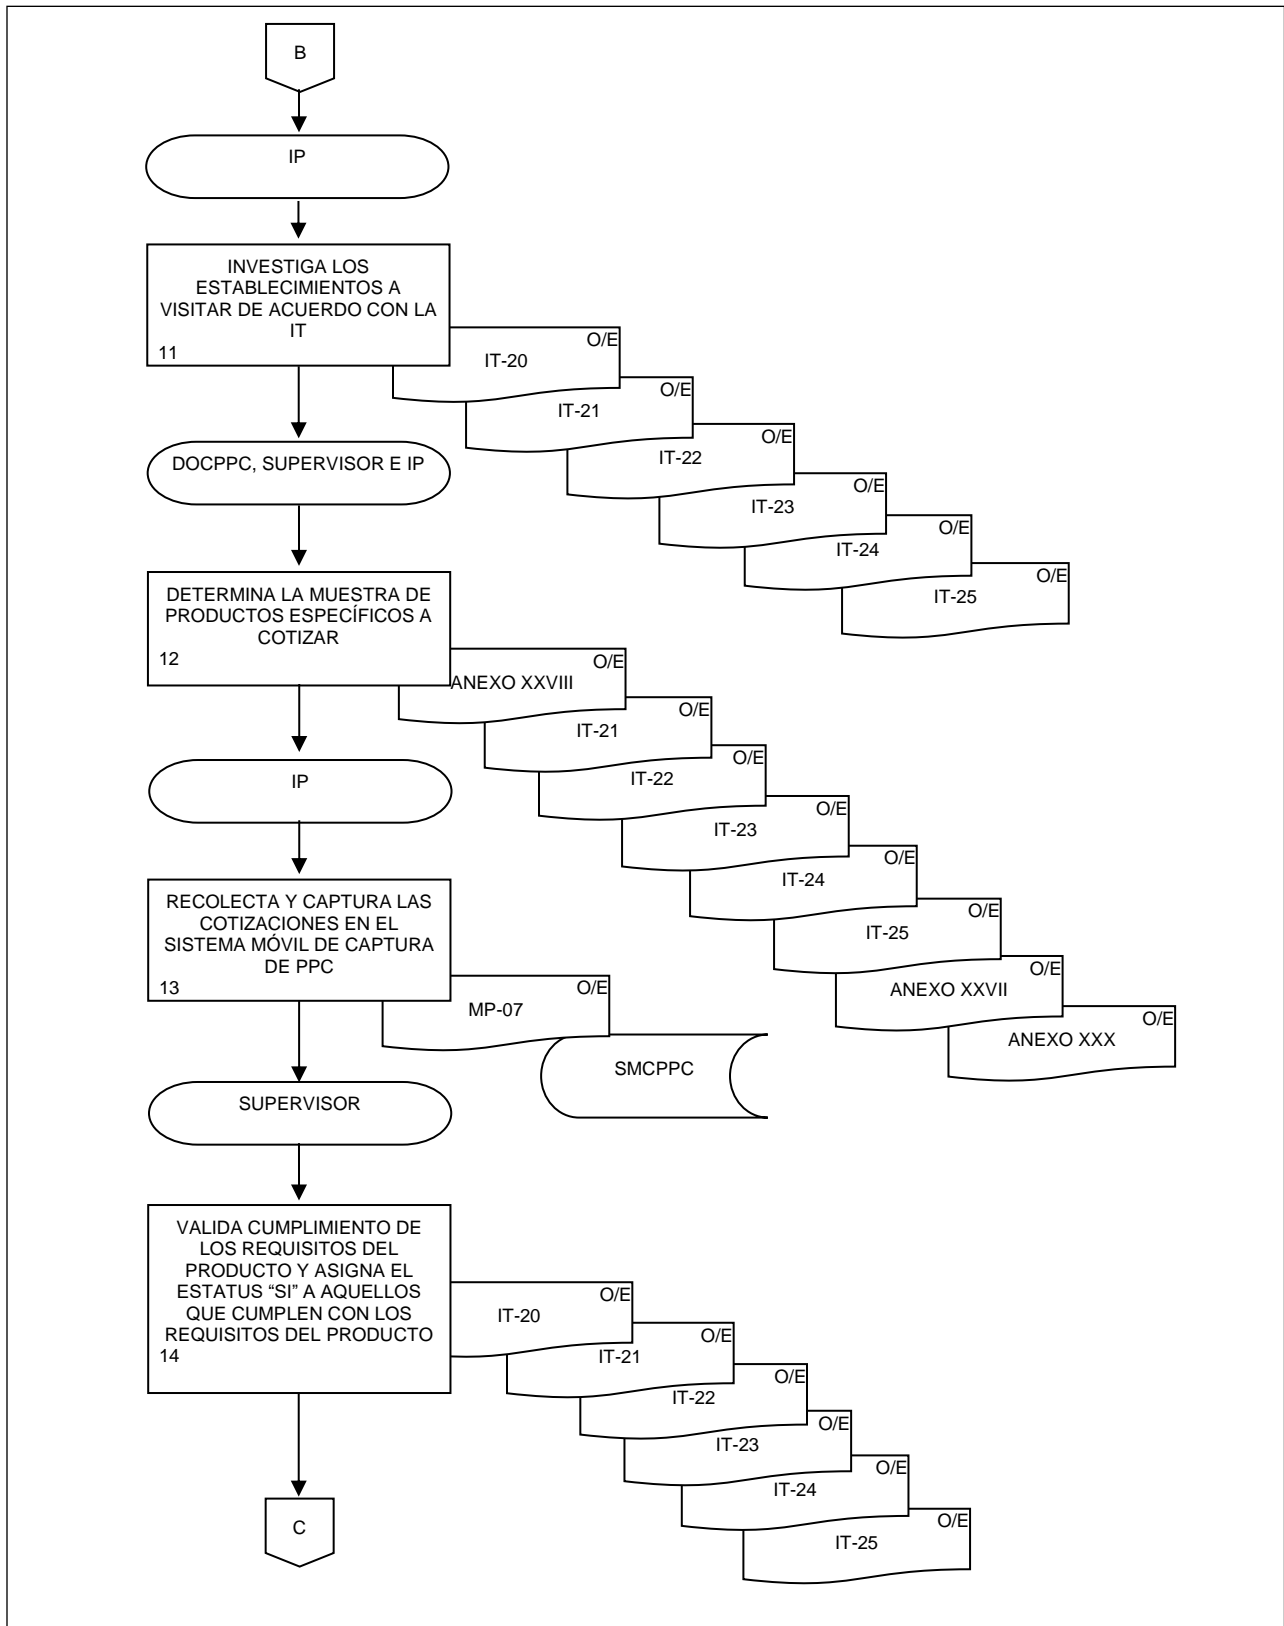 B
IP
INVESTIGA LOS
ESTABLECIMIENTOS A
VISITAR DE ACUERDO CON LA
IT
11
O/E
IT-20
O/E
IT-21
O/E
IT-22
O/E
IT-23
O/E
IT-24
O/E
IT-25
DOCPPC, SUPERVISOR E IP
DETERMINA LA MUESTRA DE
PRODUCTOS ESPECÍFICOS A
COTIZAR
12
O/E
ANEXO XXVIII
O/E
IT-21
O/E
IT-22
O/E
IT-23
O/E
IT-24
O/E
IT-25
O/E
ANEXO XXVII
O/E
ANEXO XXX
IP
RECOLECTA Y CAPTURA LAS
COTIZACIONES EN EL
SISTEMA MÓVIL DE CAPTURA
DE PPC
13
O/E
MP-07
SMCPPC
SUPERVISOR
VALIDA CUMPLIMIENTO DE
LOS REQUISITOS DEL
PRODUCTO Y ASIGNA EL
ESTATUS “SI” A AQUELLOS
QUE CUMPLEN CON LOS
REQUISITOS DEL PRODUCTO
14
O/E
IT-20
O/E
IT-21
O/E
IT-22
O/E
IT-23
O/E
IT-24
O/E
IT-25
C